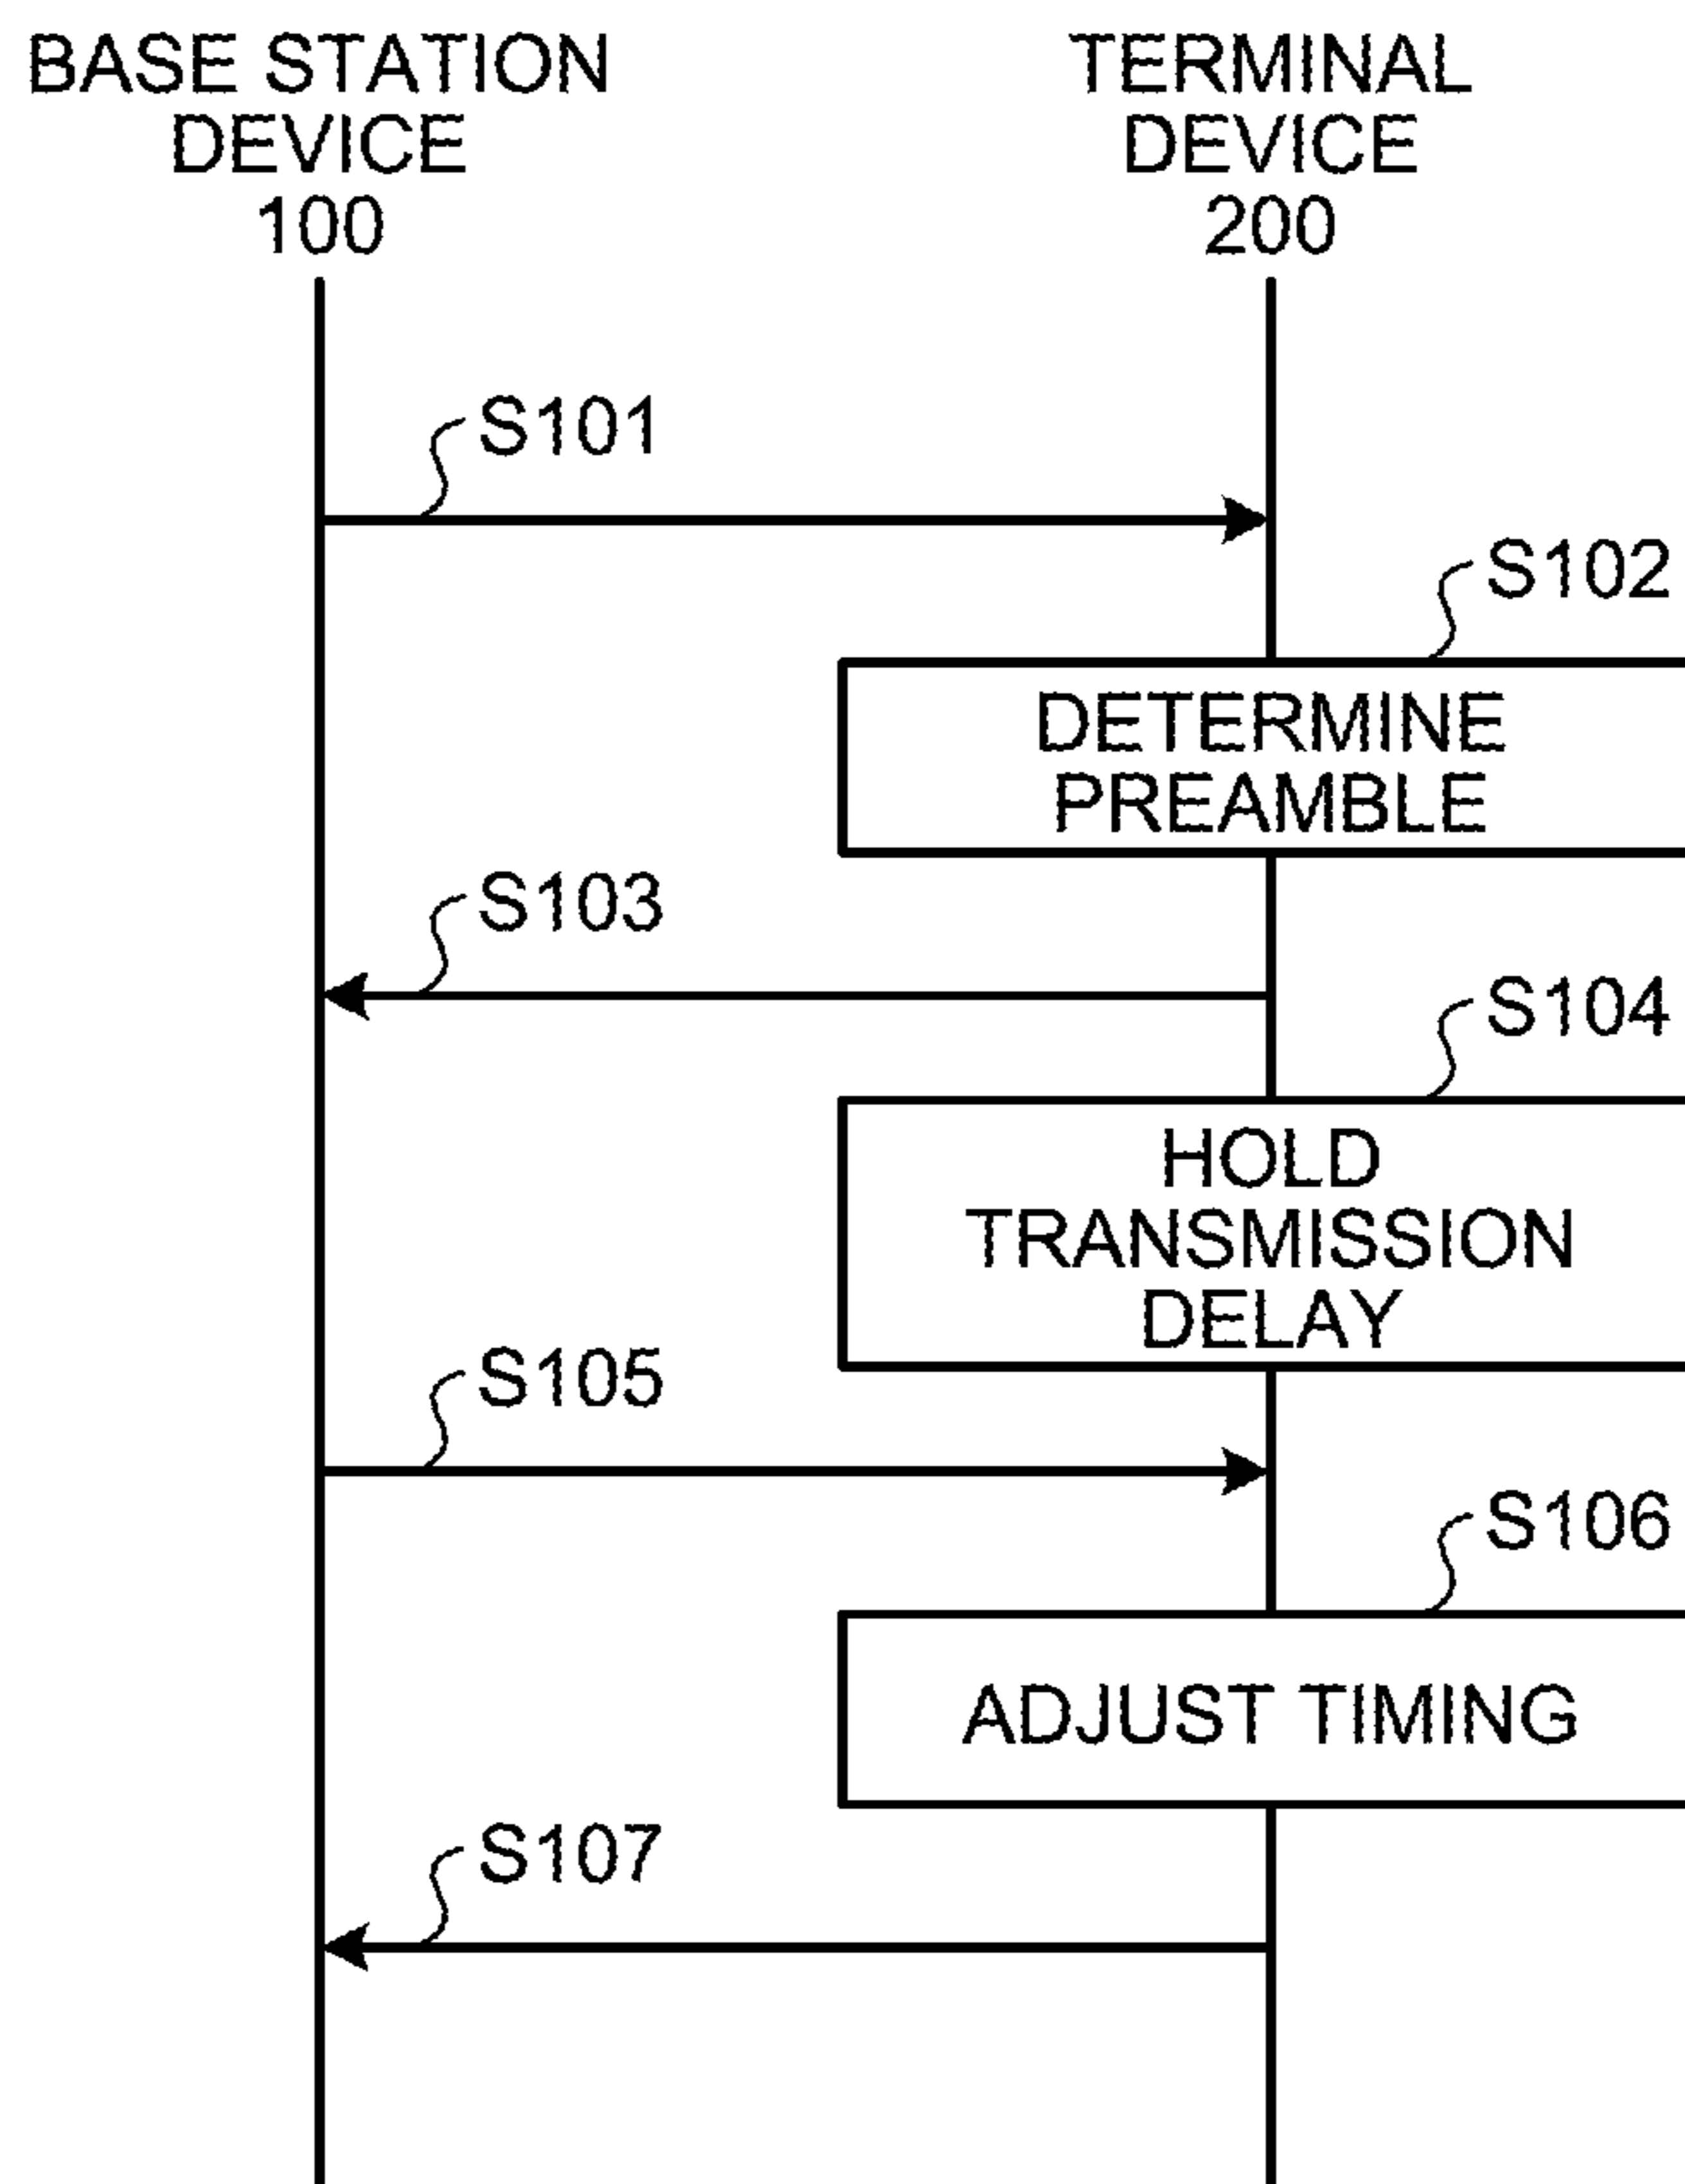 BASE STATION
DEVICE
100
TERMINAL
DEVICE
200
S101
S102
DETERMINE
PREAMBLE
S103
S104
HOLD
TRANSMISSION
DELAY
S105
S106
ADJUST TIMING
S107